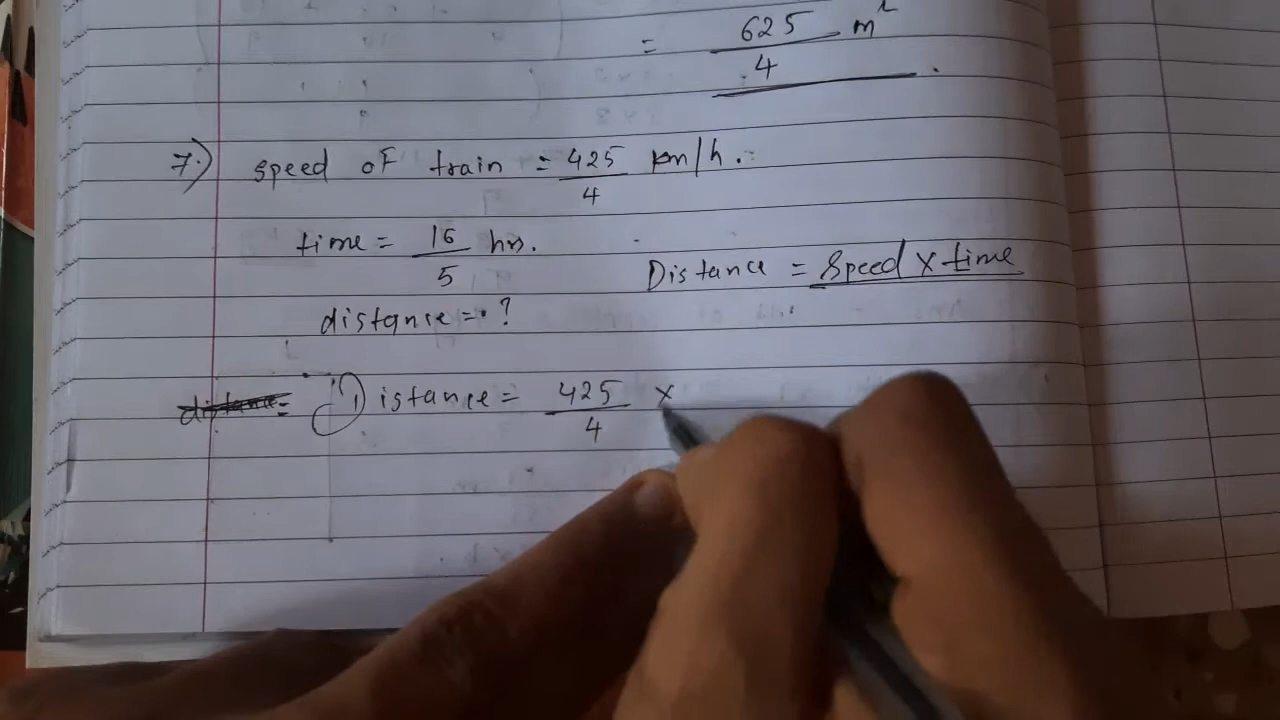 = 625/4 m²
7.) speed of train = 425/4 km/h.
time = 16/5 hrs.
Distance = Speed x time
distance = ?
distance = Distance = 425/4 x